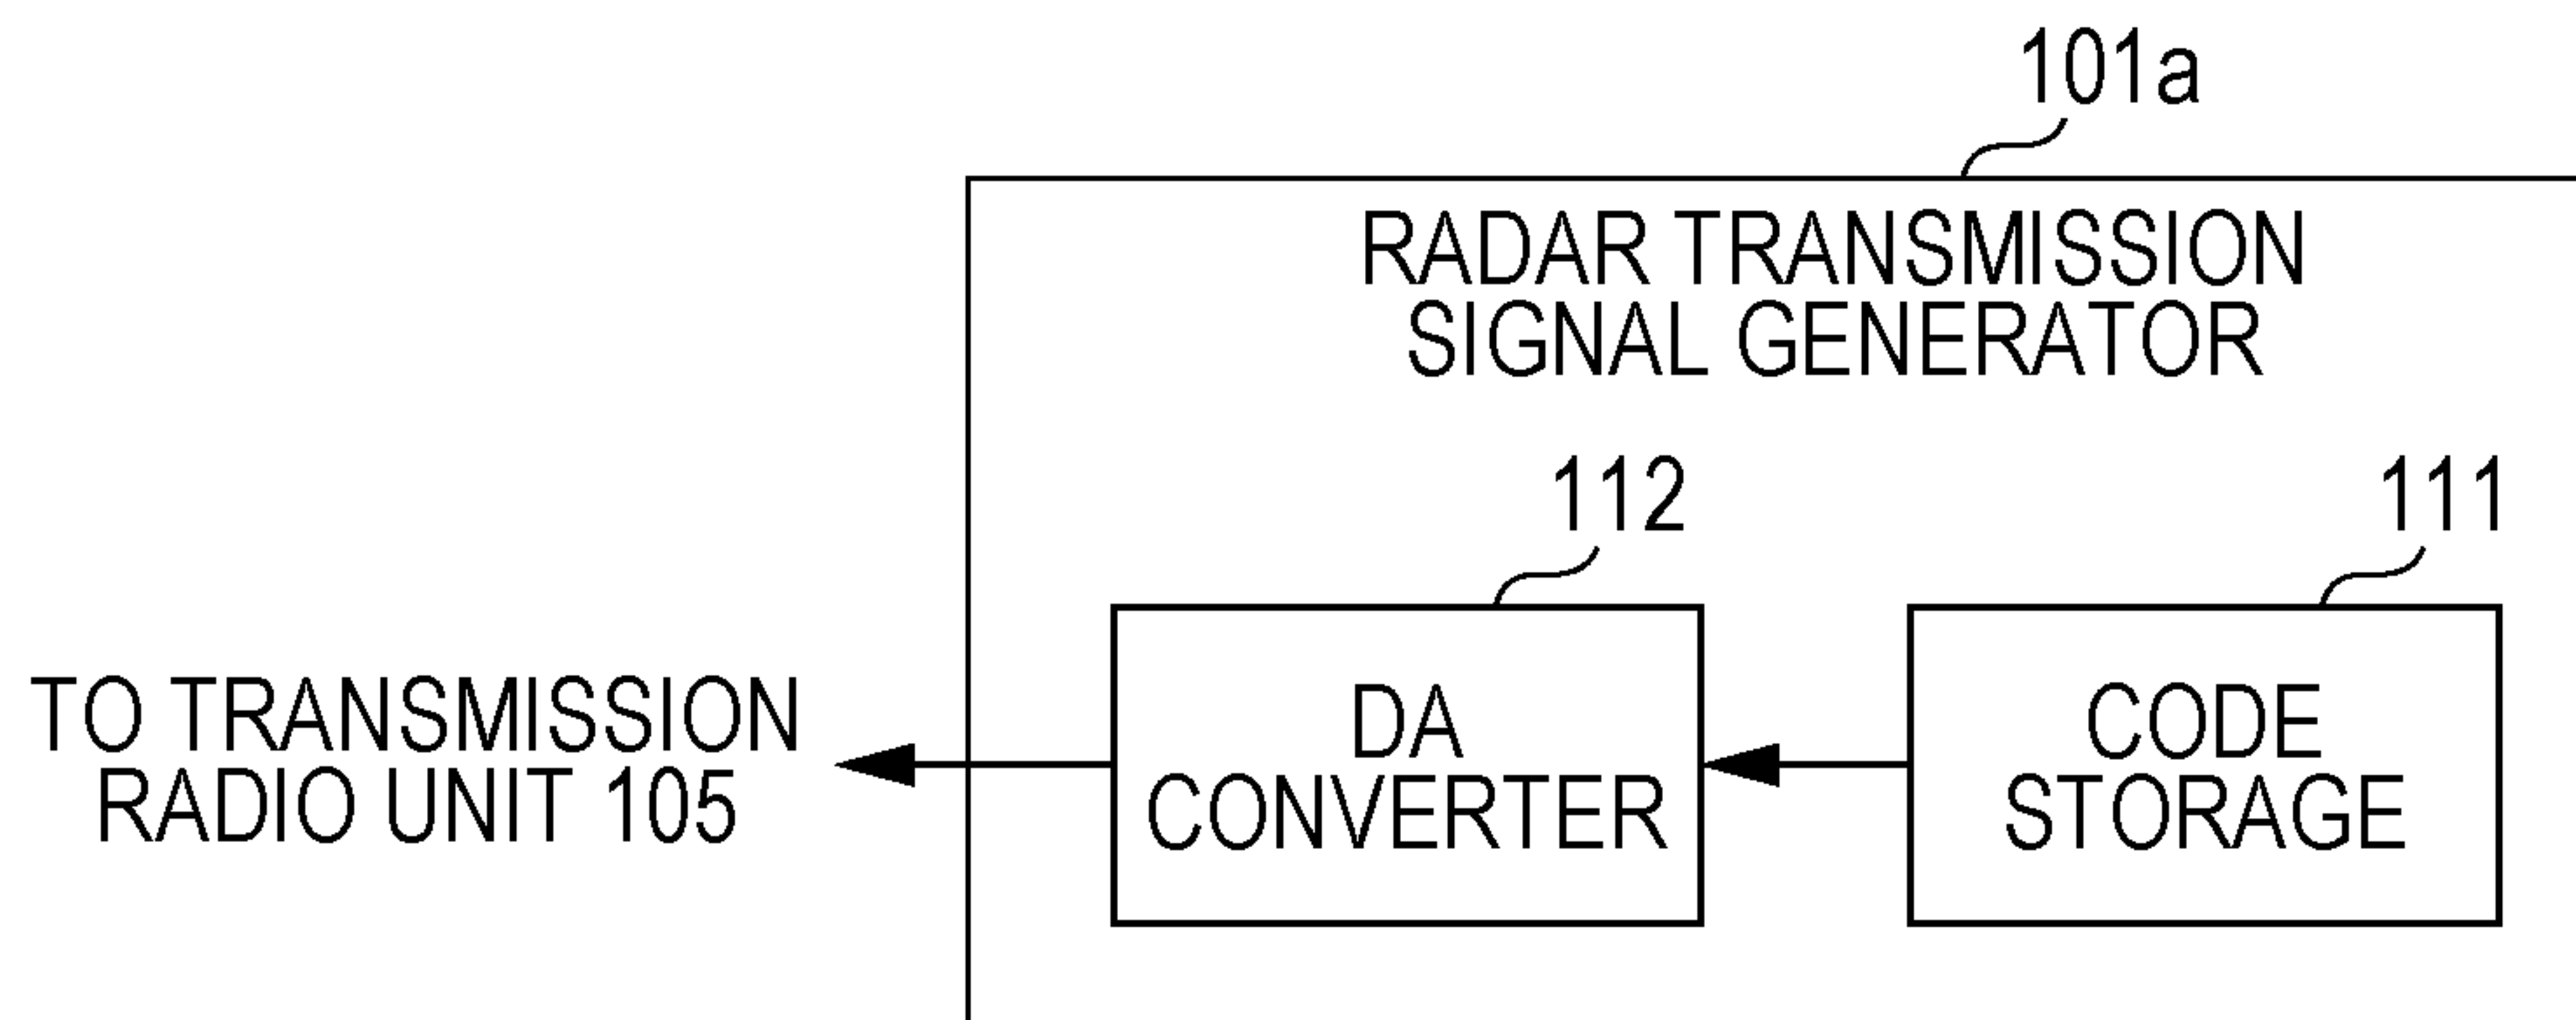 101a
RADAR TRANSMISSION
SIGNAL GENERATOR
112
111
TO TRANSMISSION
RADIO UNIT 105
DA
CONVERTER
CODE
STORAGE